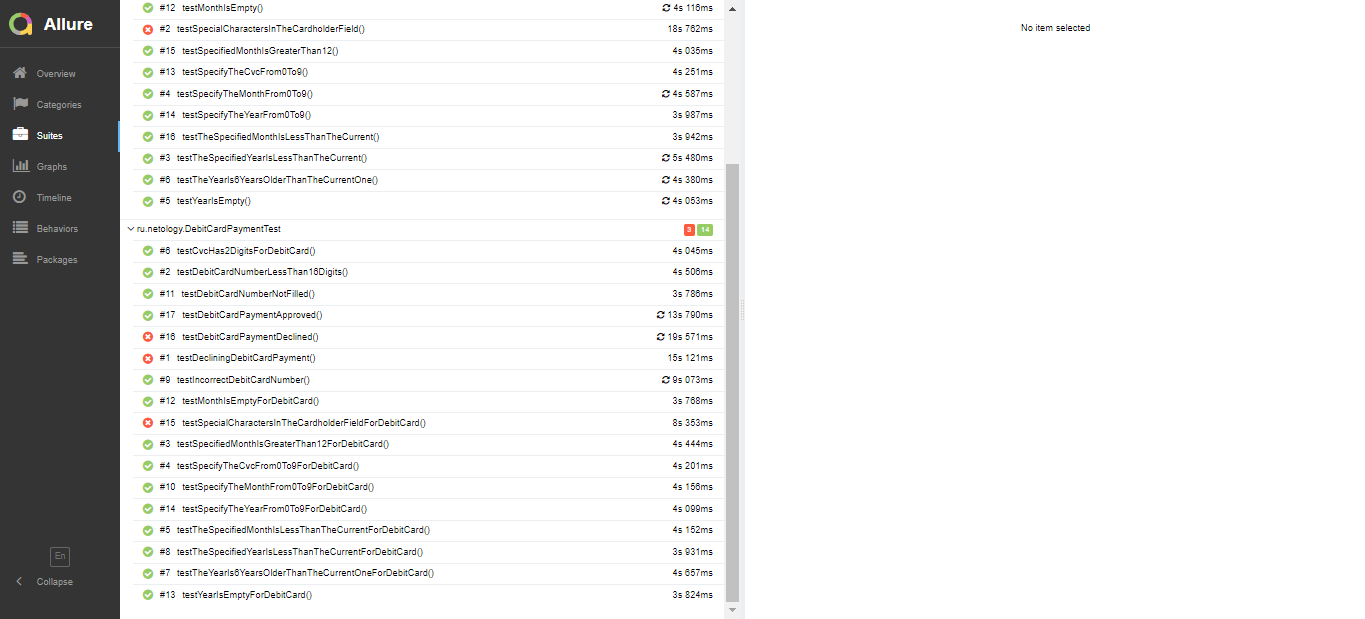 Allure
Overview
Categories
Suites
Graphs
Timeline
Behaviors
Packages
En
Collapse
#12 testMonthIsEmpty() 4s 116ms
#2 testSpecialCharactersInTheCardholderField() 18s 762ms
#15 testSpecifiedMonthIsGreaterThan12() 4s 035ms
#13 testSpecifyTheCvcFrom0To9() 4s 251ms
#4 testSpecifyTheMonthFrom0To9() 4s 587ms
#14 testSpecifyTheYearFrom0To9() 3s 987ms
#16 testTheSpecifiedMonthIsLessThanTheCurrent() 3s 942ms
#3 testTheSpecifiedYearIsLessThanTheCurrent() 5s 480ms
#6 testTheYearIs6YearsOlderThanTheCurrentOne() 4s 380ms
#5 testYearIsEmpty() 4s 053ms
ru.netology.DebitCardPaymentTest 3 14
#6 testCvcHas2DigitsForDebitCard() 4s 045ms
#2 testDebitCardNumberLessThan16Digits() 4s 506ms
#11 testDebitCardNumberNotFilled() 3s 786ms
#17 testDebitCardPaymentApproved() 13s 790ms
#16 testDebitCardPaymentDeclined() 19s 571ms
#1 testDecliningDebitCardPayment() 15s 121ms
#9 testIncorrectDebitCardNumber() 9s 073ms
#12 testMonthIsEmptyForDebitCard() 3s 768ms
#15 testSpecialCharactersInTheCardholderFieldForDebitCard() 8s 353ms
#3 testSpecifiedMonthIsGreaterThan12ForDebitCard() 4s 444ms
#4 testSpecifyTheCvcFrom0To9ForDebitCard() 4s 201ms
#10 testSpecifyTheMonthFrom0To9ForDebitCard() 4s 156ms
#14 testSpecifyTheYearFrom0To9ForDebitCard() 4s 099ms
#5 testTheSpecifiedMonthIsLessThanTheCurrentForDebitCard() 4s 152ms
#8 testTheSpecifiedYearIsLessThanTheCurrentForDebitCard() 3s 931ms
#7 testTheYearIs6YearsOlderThanTheCurrentOneForDebitCard() 4s 657ms
#13 testYearIsEmptyForDebitCard() 3s 824ms
No item selected